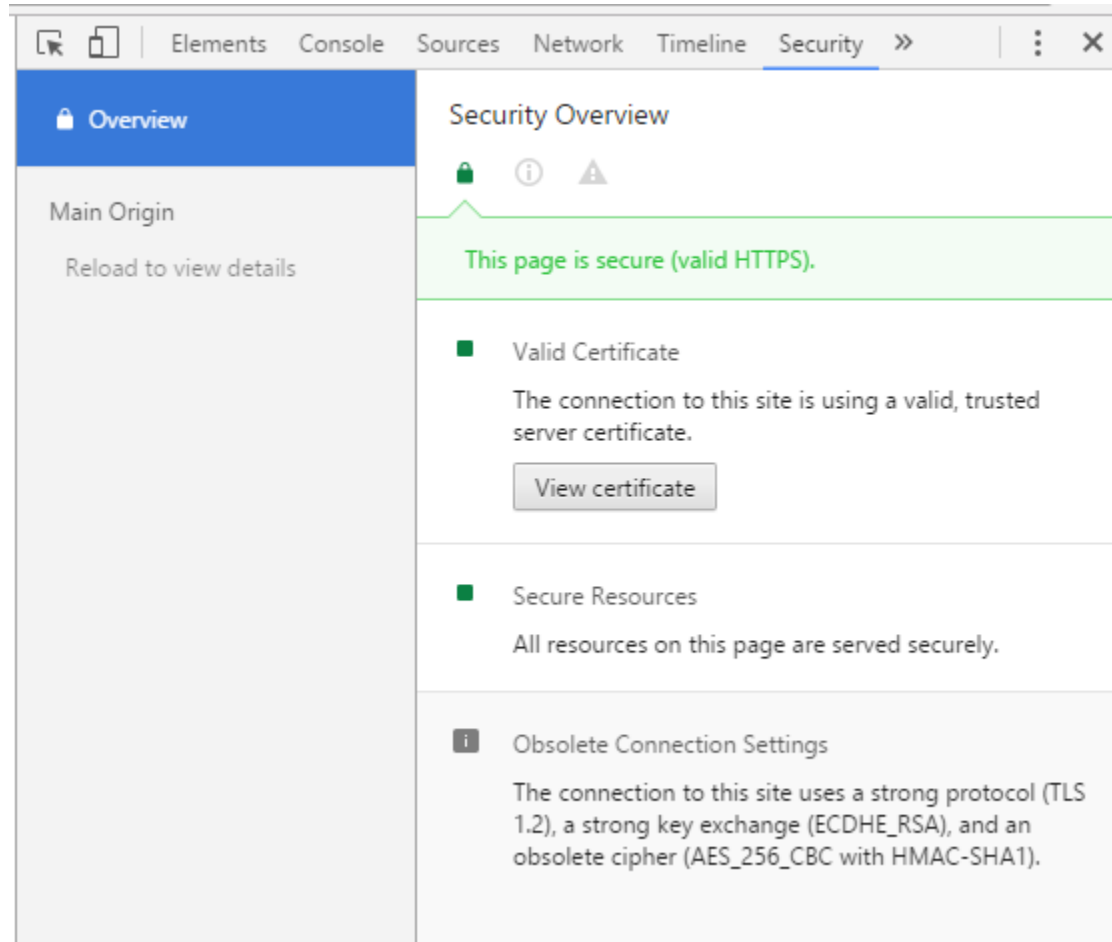 Elements Console Sources Network Timeline Security »
Overview
Main Origin
Reload to view details
Security Overview
This page is secure (valid HTTPS).
Valid Certificate
The connection to this site is using a valid, trusted
server certificate.
View certificate
Secure Resources
All resources on this page are served securely.
Obsolete Connection Settings
The connection to this site uses a strong protocol (TLS
1.2), a strong key exchange (ECDHE_RSA), and an
obsolete cipher (AES_256_CBC with HMAC-SHA1).